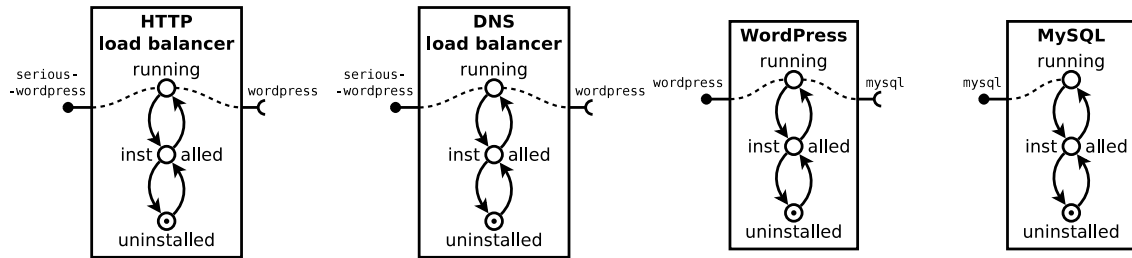 HTTP
load balancer
running
serious-
-wordpress
wordpress
inst alled
uninstalled
DNS
load balancer
running
serious-
-wordpress
wordpress
inst alled
uninstalled
WordPress
running
wordpress
mysql
inst alled
uninstalled
MySQL
running
mysql
inst alled
uninstalled